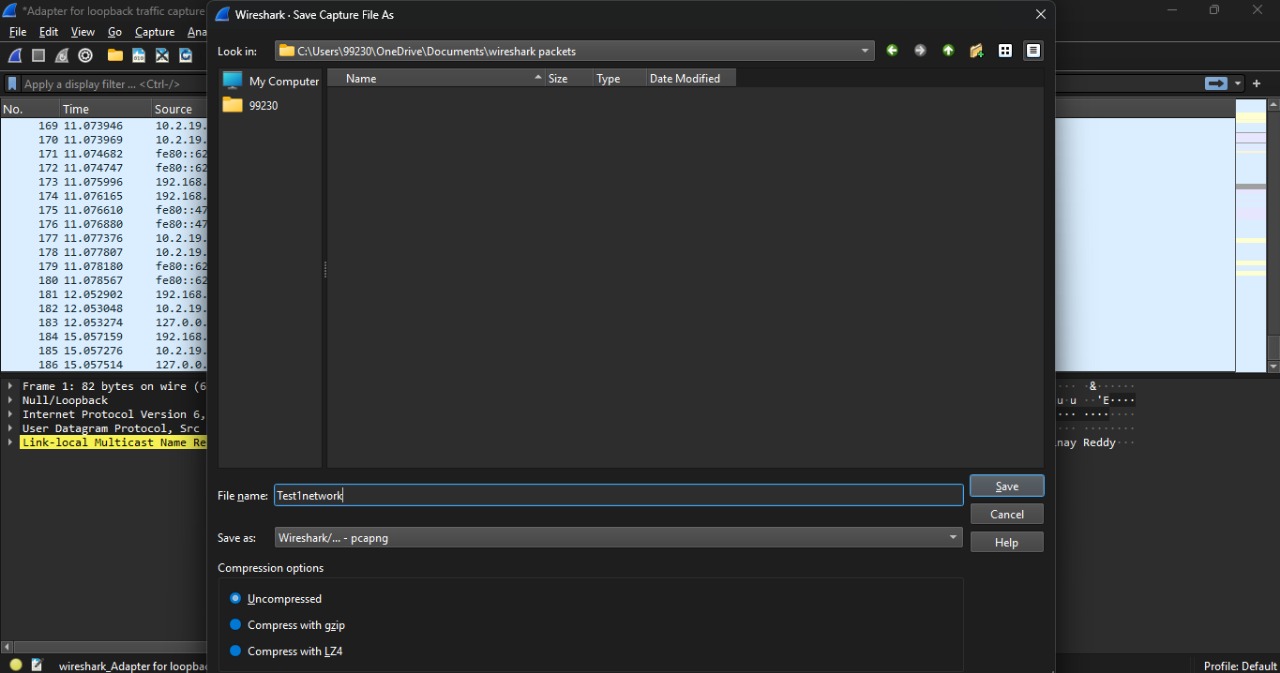 *Adapter for loopback traffic capture
Wireshark · Save Capture File As
File Edit View Go Capture Ana
Look in: C:\Users\99230\OneDrive\Documents\wireshark packets
Apply a display filter ... <Ctrl-/>
My Computer
99230
Name Size Type Date Modified
No. Time Source
169 11.073946 10.2.19.
170 11.073969 10.2.19.
171 11.074682 fe80::62
172 11.074747 fe80::62
173 11.075996 192.168.
174 11.076165 192.168.
175 11.076610 fe80::47
176 11.076880 fe80::47
177 11.077376 10.2.19.
178 11.077807 10.2.19.
179 11.078180 fe80::62
180 11.078567 fe80::62
181 12.052902 192.168.
182 12.053048 10.2.19.
183 12.053274 127.0.0.
184 15.057159 192.168.
185 15.057276 10.2.19.
186 15.057514 127.0.0.
Frame 1: 82 bytes on wire (6
Null/Loopback
Internet Protocol Version 6,
User Datagram Protocol, Src
Link-local Multicast Name Re
··· ·&······
u·u ··'E····
··· ····
··· ········
nay Reddy···
File name: Test1network
Save
Cancel
Save as: Wireshark/... - pcapng
Help
Compression options
Uncompressed
Compress with gzip
Compress with LZ4
wireshark_Adapter for loopba
Profile: Default